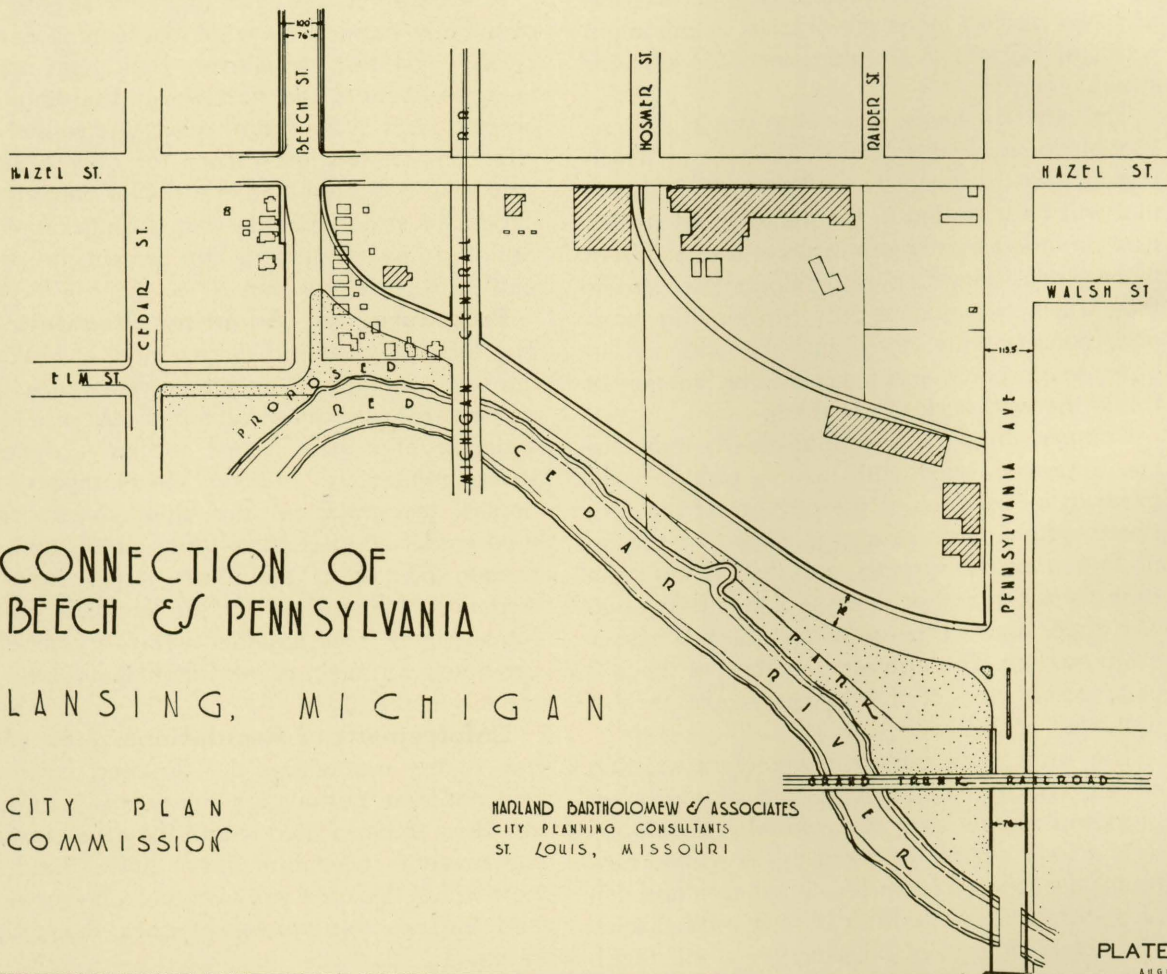 100'
76'
BEECH ST.
MICHIGAN CENTRAL R.R.
HOSMER ST.
RAIDER ST.
HAZEL ST.
HAZEL ST.
CEDAR ST.
WALSH ST
ELM ST.
113.5'
PENNSYLVANIA AVE
PROPOSED PARK
RED CEDAR RIVER
CONNECTION OF
BEECH & PENNSYLVANIA
LANSING, MICHIGAN
GRAND TRUNK RAILROAD
CITY PLAN
COMMISSION
HARLAND BARTHOLOMEW & ASSOCIATES
CITY PLANNING CONSULTANTS
ST. LOUIS, MISSOURI
76
PLATE